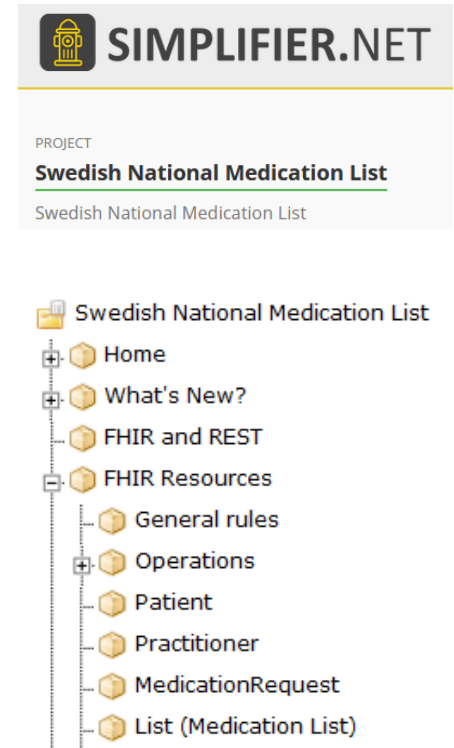 SIMPLIFIER.NET
PROJECT
Swedish National Medication List
Swedish National Medication List
Swedish National Medication List
Home
What's New?
FHIR and REST
FHIR Resources
General rules
Operations
Patient
Practitioner
MedicationRequest
List (Medication List)